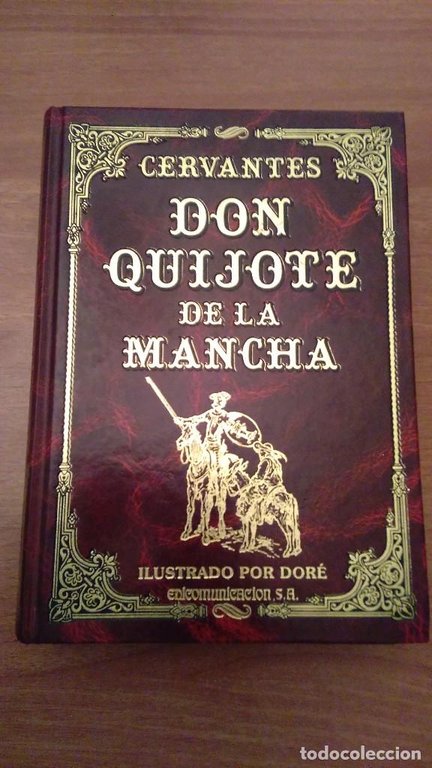 CERVANTES
DON
QUIJOTE
DE LA
MANCHA
ILUSTRADO POR DORÉ
EDICOMUNICACION, S.A.
todocoleccion